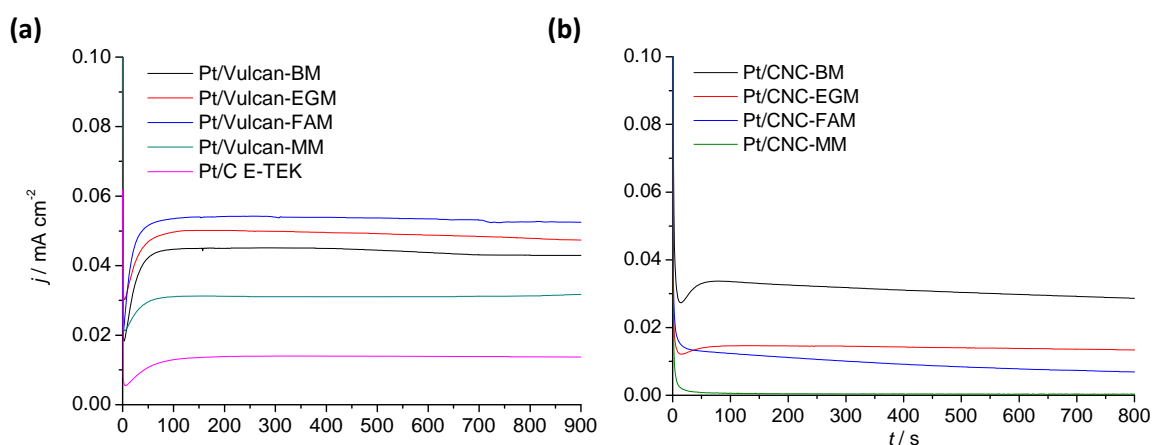 (a)
0.10
0.08
0.06
0.04
0.02
0.00
j / mA cm-2
Pt/Vulcan-BM
Pt/Vulcan-EGM
Pt/Vulcan-FAM
Pt/Vulcan-MM
Pt/C E-TEK
0 100 200 300 400 500 600 700 800 900
(b)
0.10
0.08
0.06
0.04
0.02
0.00
Pt/CNC-BM
Pt/CNC-EGM
Pt/CNC-FAM
Pt/CNC-MM
0 100 200 300 400 500 600 700 800
t / s